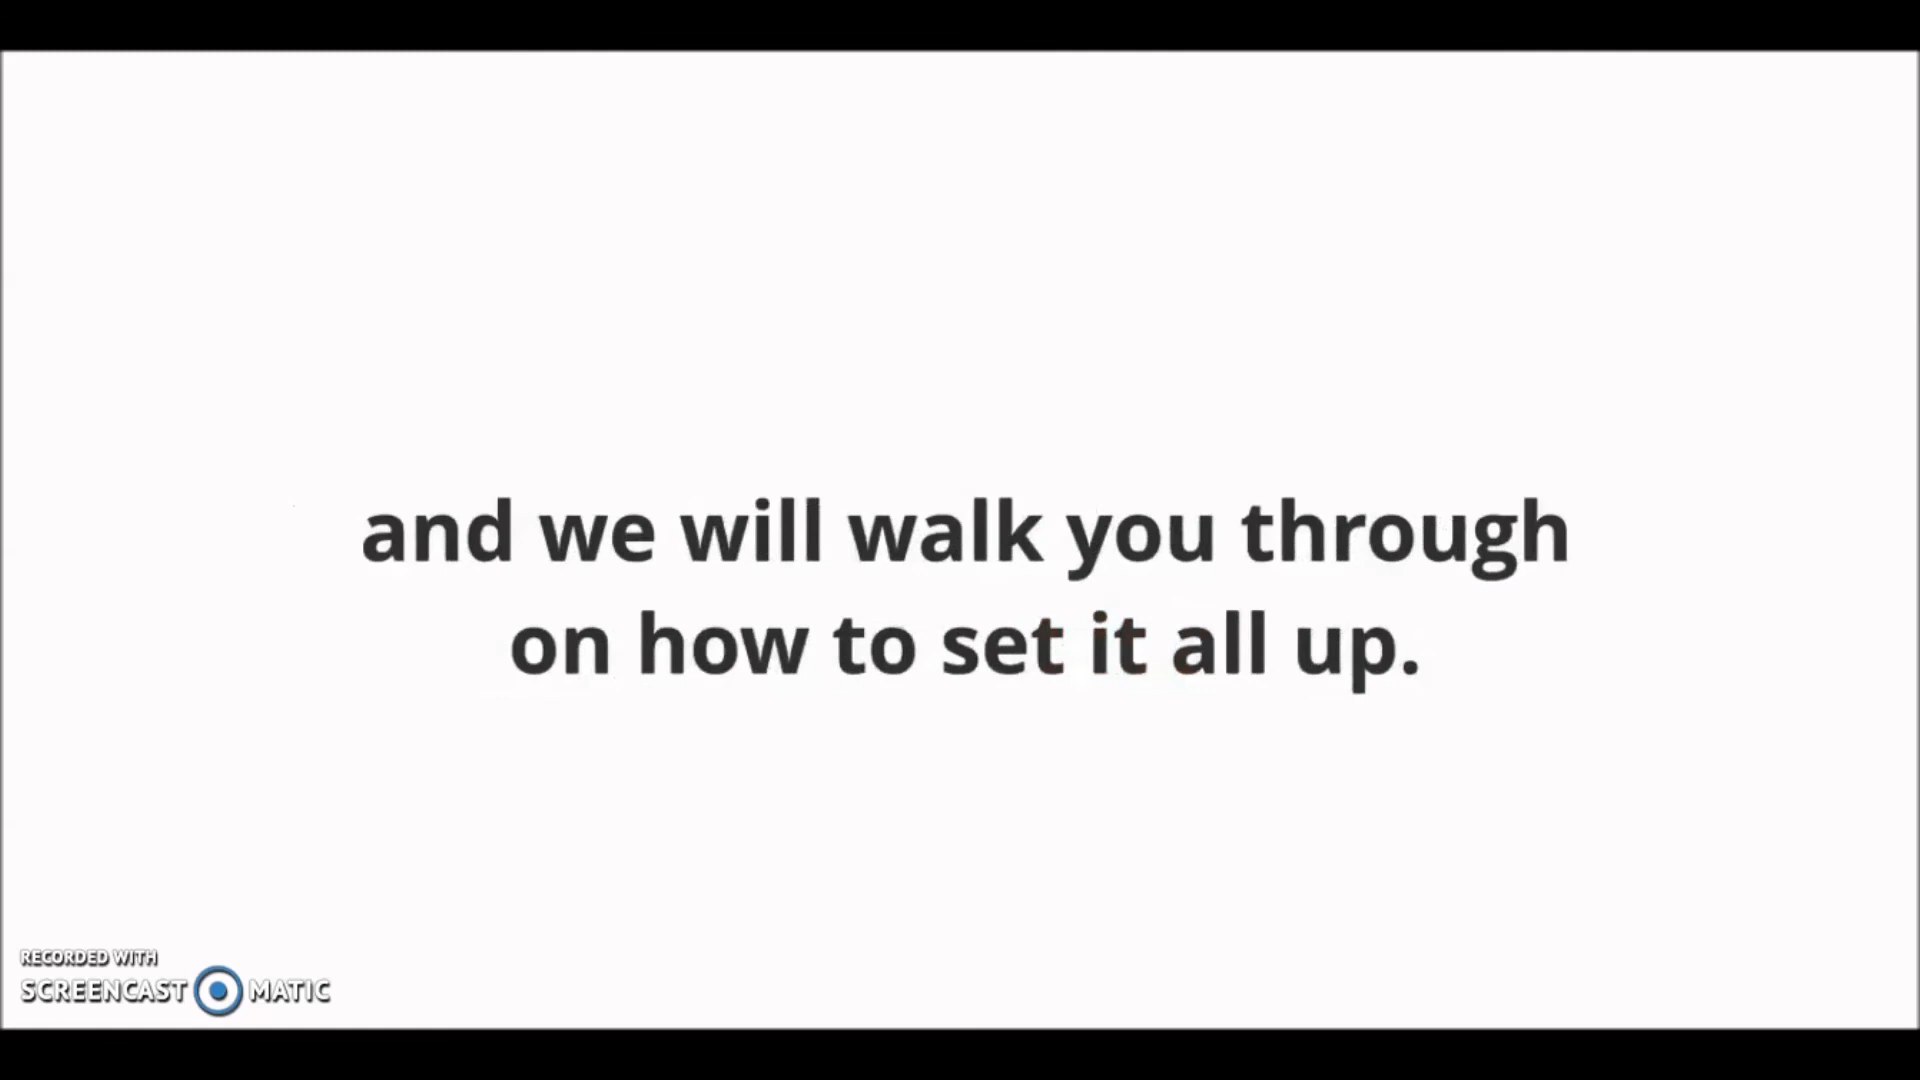 and we will walk you through
on how to set it all up.
RECORDED WITH
SCREENCAST MATIC